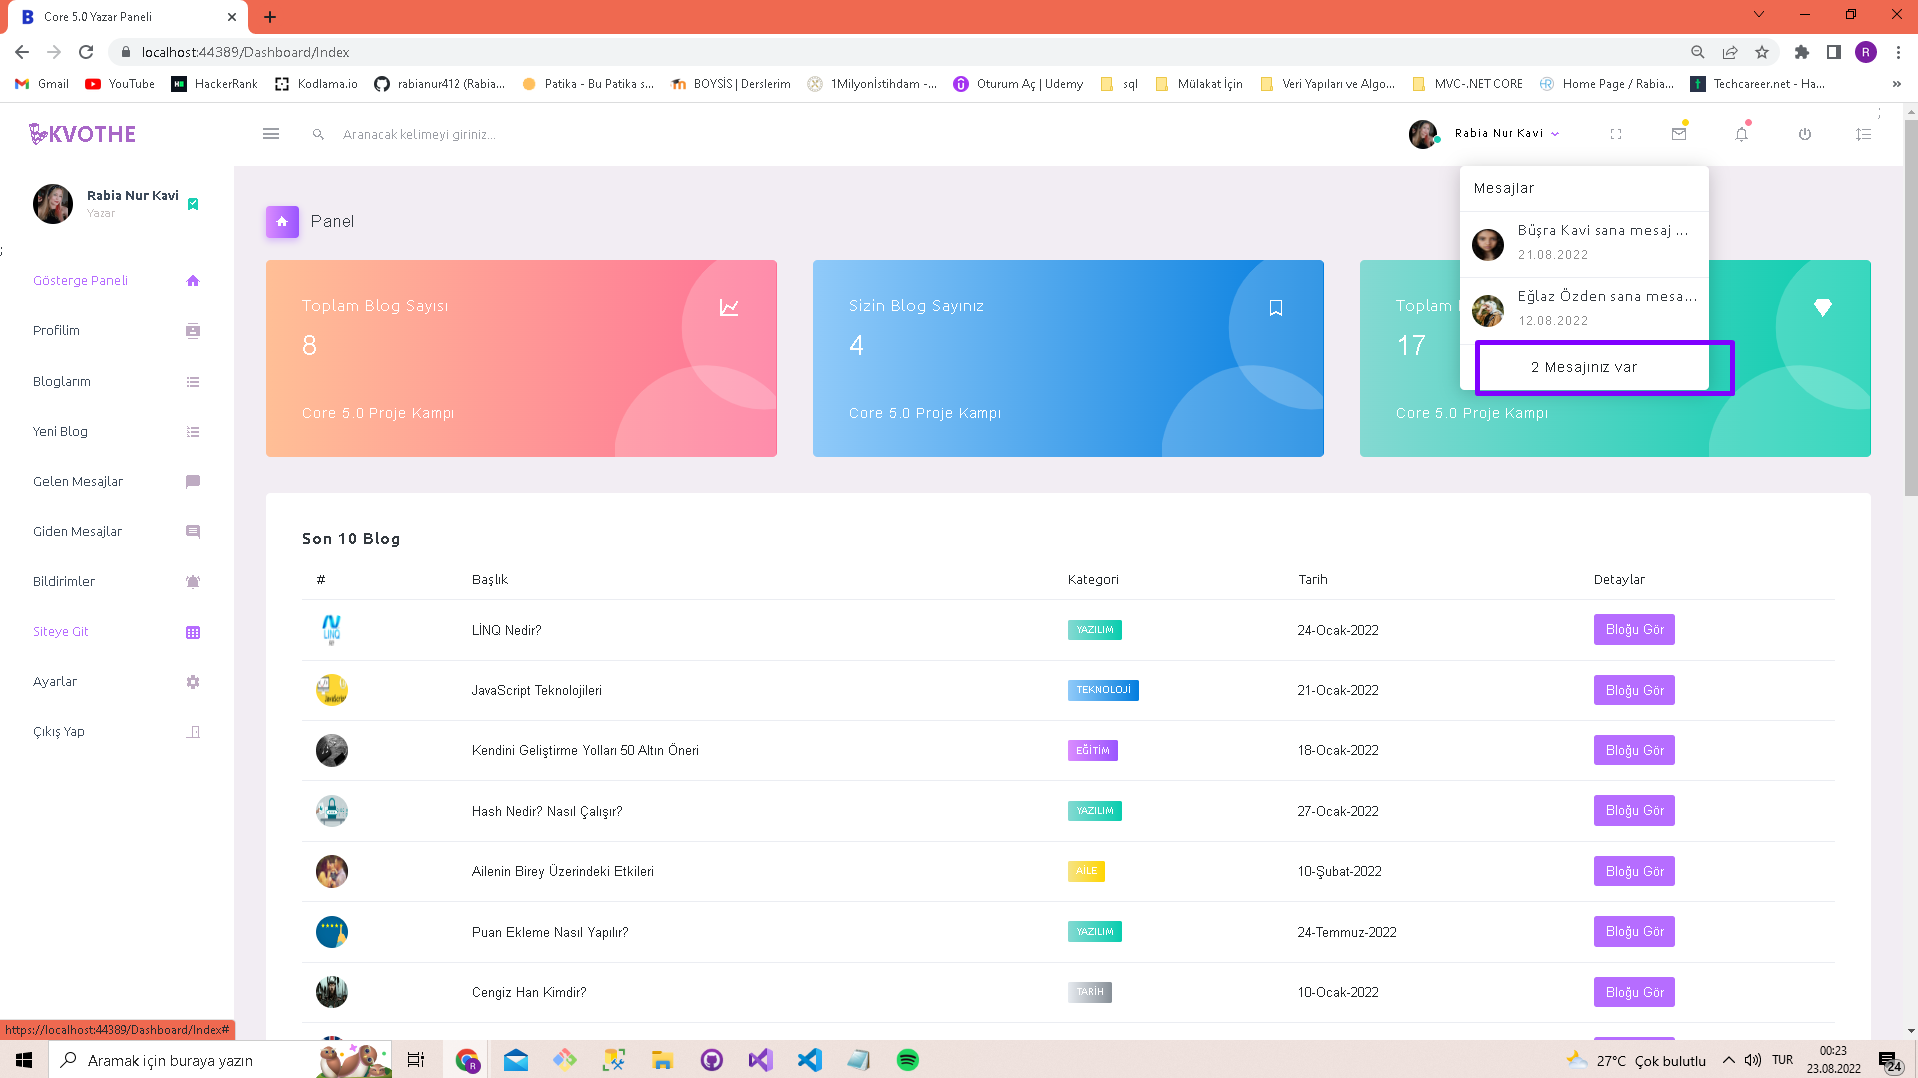 Core 5.0 Yazar Paneli
localhost:44389/Dashboard/Index
R
Gmail
YouTube
HackerRank
Kodlama.io
rabianur412 (Rabia...
Patika - Bu Patika s...
BOYSİS | Derslerim
1Milyonİstihdam -...
Oturum Aç | Udemy
sql
Mülakat İçin
Veri Yapıları ve Algo...
MVC-.NET CORE
Home Page / Rabia...
Techcareer.net - Ha...
KVOTHE
Aranacak kelimeyi giriniz...
Rabia Nur Kavi
Rabia Nur Kavi
Yazar
Gösterge Paneli
Profilim
Bloglarım
Yeni Blog
Gelen Mesajlar
Giden Mesajlar
Bildirimler
Siteye Git
Ayarlar
Çıkış Yap
Panel
Mesajlar
Büşra Kavi sana mesaj ...
21.08.2022
Eğlaz Özden sana mesa...
12.08.2022
2 Mesajınız var
Toplam Blog Sayısı
8
Core 5.0 Proje Kampı
Sizin Blog Sayınız
4
Core 5.0 Proje Kampı
Toplam
17
Core 5.0 Proje Kampı
Son 10 Blog
# Başlık Kategori Tarih Detaylar
LİNQ Nedir? YAZILIM 24-Ocak-2022 Bloğu Gör
JavaScript Teknolojileri TEKNOLOJİ 21-Ocak-2022 Bloğu Gör
Kendini Geliştirme Yolları 50 Altın Öneri EĞİTİM 18-Ocak-2022 Bloğu Gör
Hash Nedir? Nasıl Çalışır? YAZILIM 27-Ocak-2022 Bloğu Gör
Ailenin Birey Üzerindeki Etkileri AİLE 10-Şubat-2022 Bloğu Gör
Puan Ekleme Nasıl Yapılır? YAZILIM 24-Temmuz-2022 Bloğu Gör
Cengiz Han Kimdir? TARİH 10-Ocak-2022 Bloğu Gör
https://localhost:44389/Dashboard/Index#
Aramak için buraya yazın
27°C Çok bulutlu
TUR
00:23
23.08.2022
24